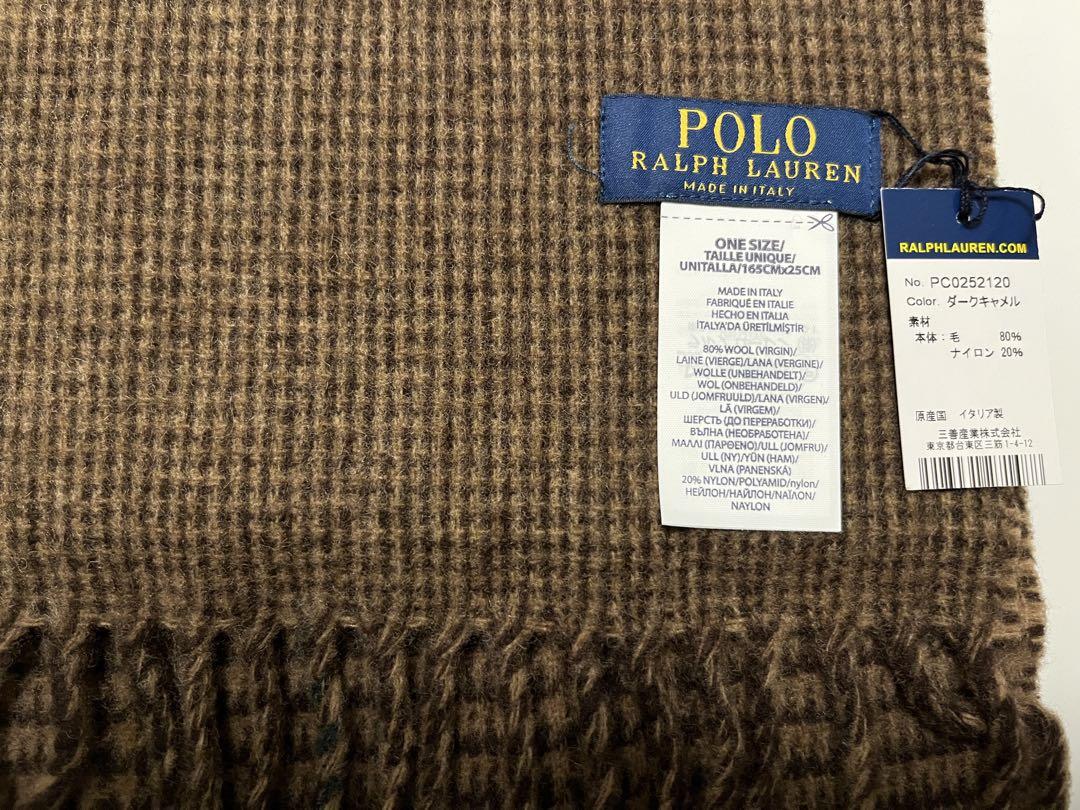 POLO
RALPH LAUREN
MADE IN ITALY
ONE SIZE/
TAILLE UNIQUE/
UNITALLA/165CMx25CM
MADE IN ITALY
FABRIQUÉ EN ITALIE
HECHO EN ITALIA
İTALYA'DA ÜRETİLMİŞTİR
80% WOOL (VIRGIN)/
LAINE (VIERGE)/LANA (VERGINE)/
WOLLE (UNBEHANDELT)/
WOL (ONBEHANDELD)/
ULD (JOMFRUULD)/LANA (VIRGEN)/
LÃ (VIRGEM)/
ШЕРСТЬ (ДО ПЕРЕРАБОТКИ)/
ВЪЛНА (НЕОБРАБОТЕНА)/
ΜΑΛΛΙ (ΠΑΡΘΕΝΟ)/ULL (JOMFRU)/
ULL (NY)/YÜN (HAM)/
VLNA (PANENSKÁ)
20% NYLON/POLYAMID/nylon/
НЕЙЛОН/НАЙЛОН/ΝΑΪΛΟΝ/
NAYLON
RALPHLAUREN.COM
No. PC0252120
Color. ダークキャメル
素材
本体：毛 80%
ナイロン 20%
原産国 イタリア製
三善産業株式会社
東京都台東区三筋1-4-12